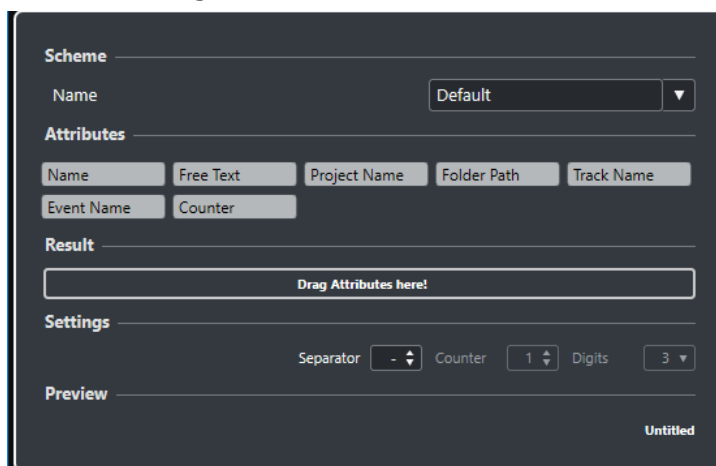 Scheme
Name Default
Attributes
Name Free Text Project Name Folder Path Track Name
Event Name Counter
Result
Drag Attributes here!
Settings
Separator - Counter 1 Digits 3
Preview
Untitled